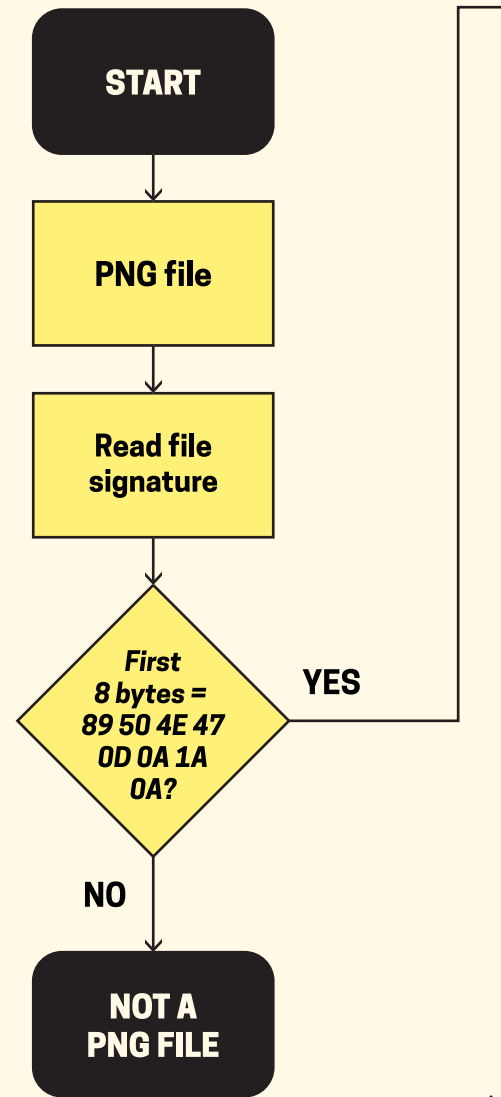 START
PNG file
Read file
signature
First
8 bytes =
89 50 4E 47
0D 0A 1A
0A?
YES
NO
NOT A
PNG FILE